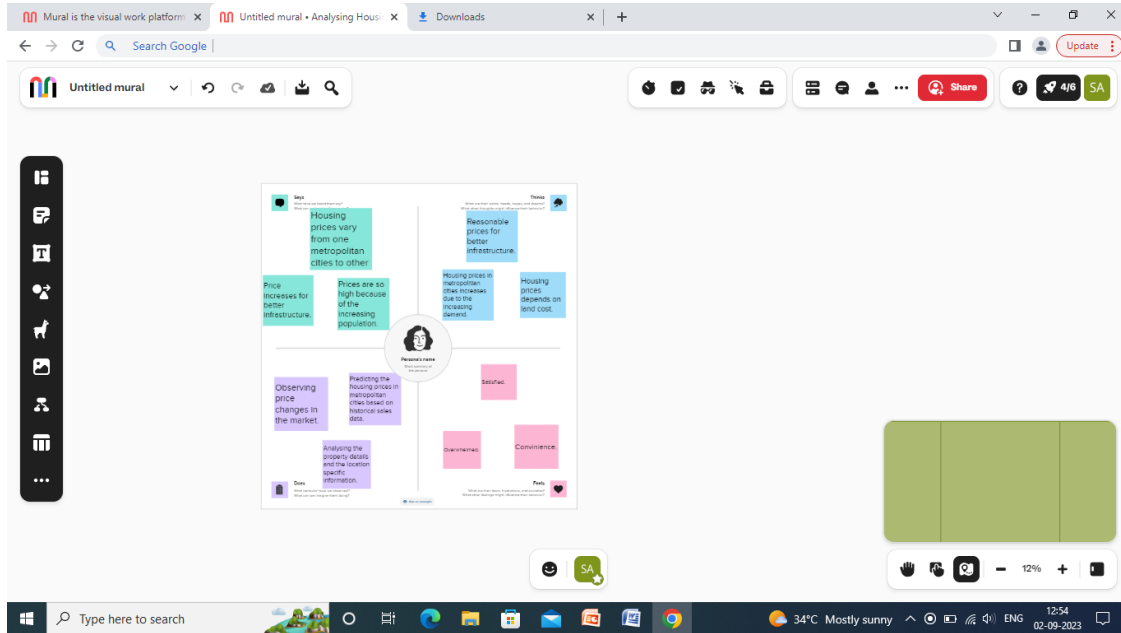 Mural is the visual work platform
Untitled mural • Analysing Housi
Downloads
Search Google
Update
Untitled mural
Share
4/6
SA
Says
Thinks
Housing
prices vary
from one
metropolitan
cities to other
Reasonable
prices for
better
infrastructure.
Price
increases for
better
infrastructure.
Prices are so
high because
of the
increasing
population.
Housing prices in
metropolitan
cities increases
due to the
increasing
demand.
Housing
prices
depends on
land cost.
Persona's name
Short summary of
the persona
Observing
price
changes in
the market.
Predicting the
housing prices in
metropolitan
cities based on
historical sales
data.
Satisfied.
Analysing the
property details
and the location
specific
information.
Overwhelmed.
Convinience.
Does
Feels
SA
12%
Type here to search
34°C Mostly sunny
ENG
12:54
02-09-2023